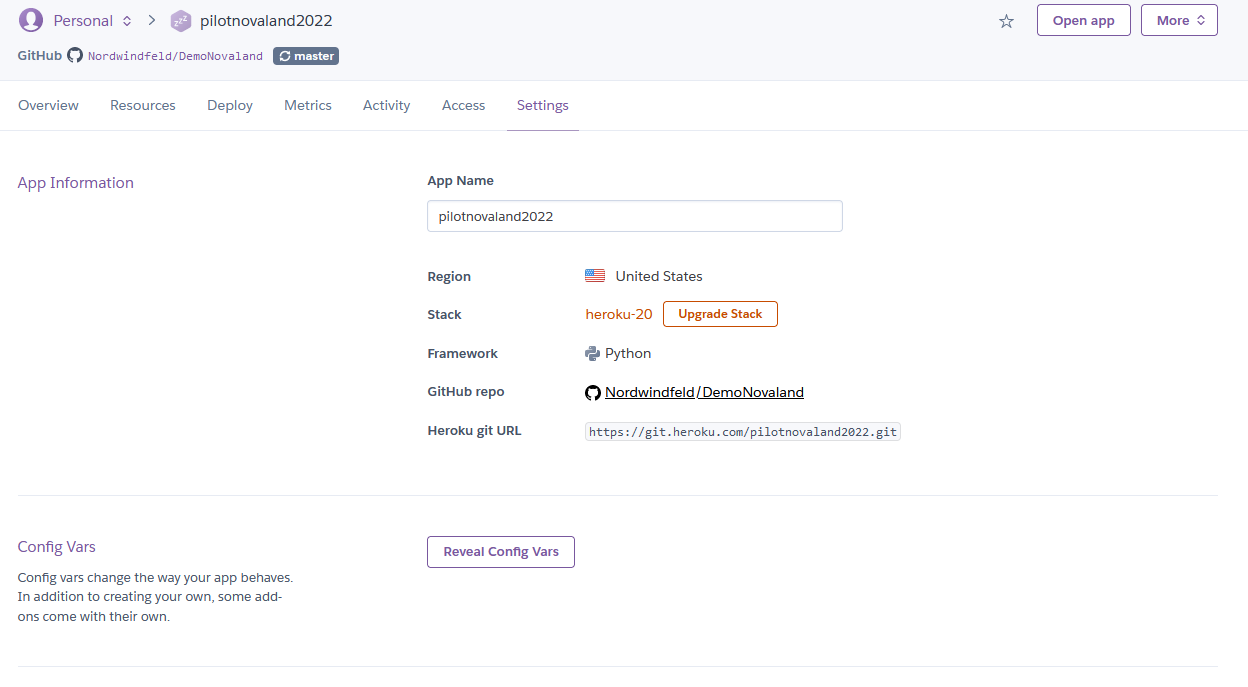 Personal pilotnovaland2022 Open app More
GitHub Nordwindfeld/DemoNovaland master
Overview Resources Deploy Metrics Activity Access Settings
App Information
App Name
pilotnovaland2022
Region United States
Stack heroku-20 Upgrade Stack
Framework Python
GitHub repo Nordwindfeld/DemoNovaland
Heroku git URL https://git.heroku.com/pilotnovaland2022.git
Config Vars
Reveal Config Vars
Config vars change the way your app behaves.
In addition to creating your own, some add-
ons come with their own.